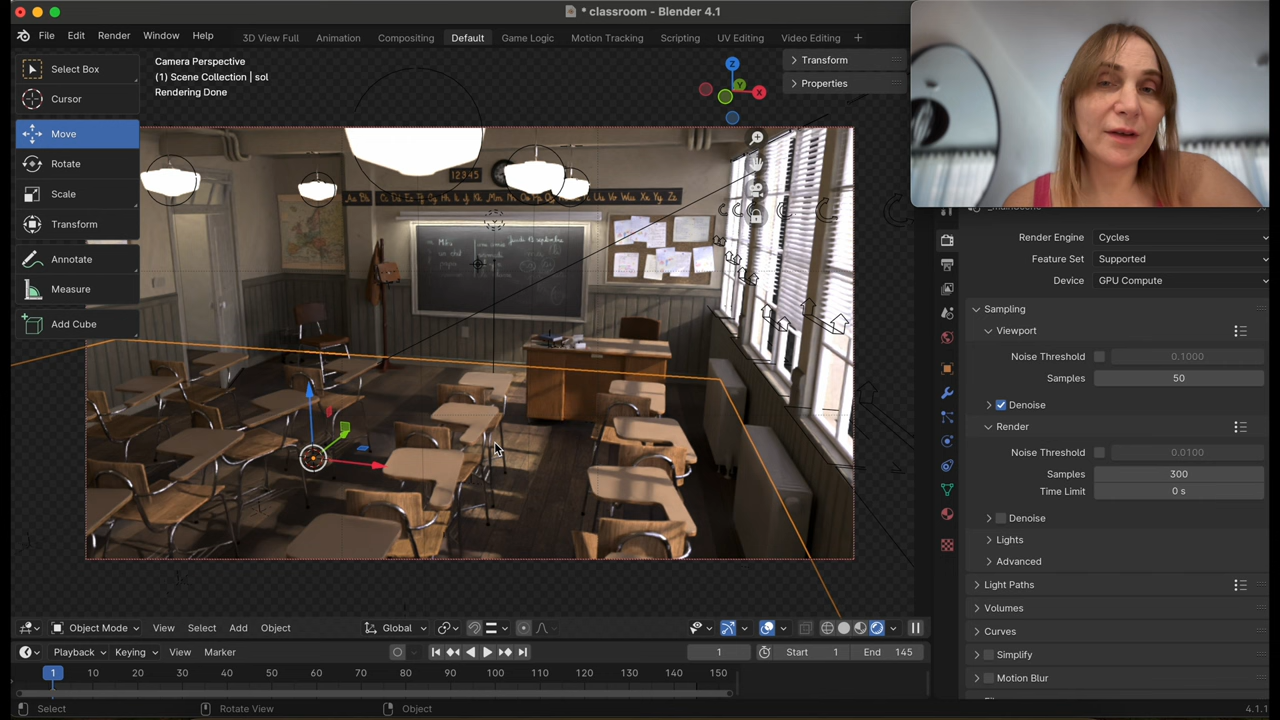 * classroom - Blender 4.1
File Edit Render Window Help
3D View Full Animation Compositing Default Game Logic Motion Tracking Scripting UV Editing Video Editing +
Select Box
Cursor
Move
Rotate
Scale
Transform
Annotate
Measure
Add Cube
Camera Perspective
(1) Scene Collection | sol
Rendering Done
Z
Y
X
Transform
Properties
12345
Render Engine Cycles
Feature Set Supported
Device GPU Compute
Sampling
Viewport
Noise Threshold 0.1000
Samples 50
Denoise
Render
Noise Threshold 0.0100
Samples 300
Time Limit 0 s
Denoise
Lights
Advanced
Light Paths
Volumes
Curves
Simplify
Motion Blur
Object Mode View Select Add Object Global
Playback Keying View Marker 1 Start 1 End 145
1 10 20 30 40 50 60 70 80 90 100 110 120 130 140 150
Select Rotate View Object 4.1.1